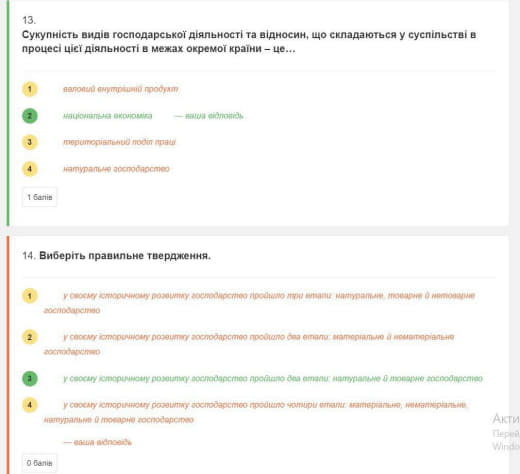 13.
Сукупність видів господарської діяльності та відносин, що складаються у суспільстві в
процесі цієї діяльності в межах окремої країни – це…
1 валовий внутрішній продукт
2 національна економіка — ваша відповідь
3 територіальний поділ праці
4 натуральне господарство
1 балів
14. Виберіть правильне твердження.
1 у своєму історичному розвитку господарство пройшло три етапи: натуральне, товарне й нетоварне
господарство
2 у своєму історичному розвитку господарство пройшло два етапи: матеріальне й нематеріальне
господарство
3 у своєму історичному розвитку господарство пройшло два етапи: натуральне й товарне господарство
4 у своєму історичному розвитку господарство пройшло чотири етапи: матеріальне, нематеріальне,
натуральне й товарне господарство
— ваша відповідь
Акти
Перей
Windo
0 балів